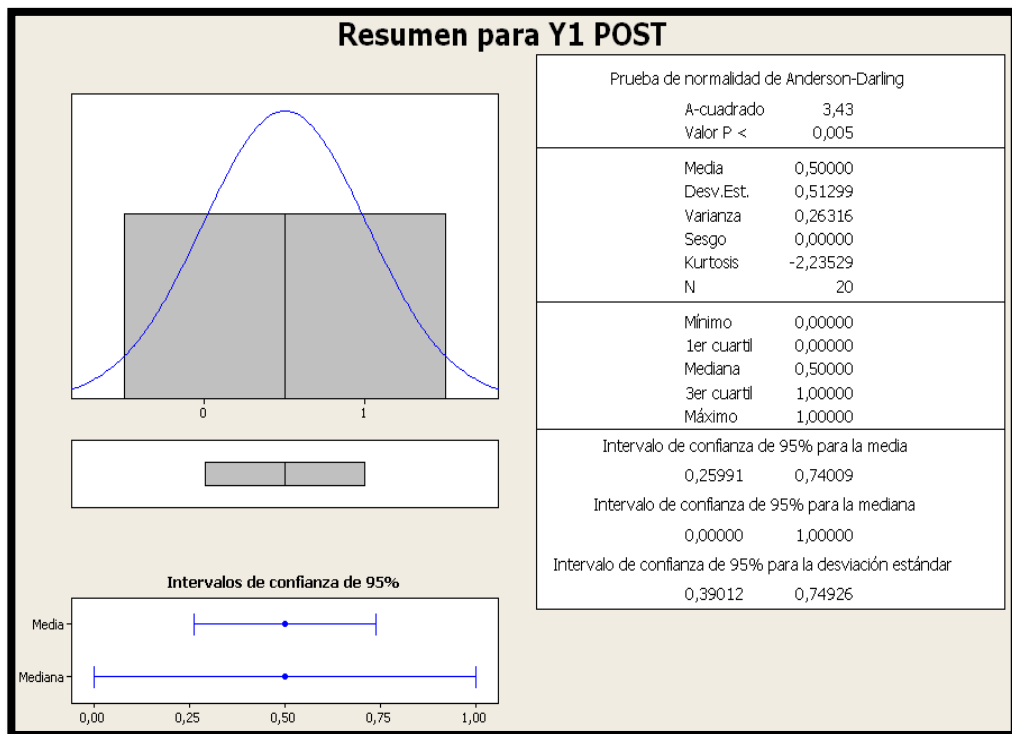 Resumen para Y1 POST
0 1
Intervalos de confianza de 95%
Media
Mediana
0,00 0,25 0,50 0,75 1,00
Prueba de normalidad de Anderson-Darling
A-cuadrado 3,43
Valor P < 0,005
Media 0,50000
Desv.Est. 0,51299
Varianza 0,26316
Sesgo 0,00000
Kurtosis -2,23529
N 20
Mínimo 0,00000
1er cuartil 0,00000
Mediana 0,50000
3er cuartil 1,00000
Máximo 1,00000
Intervalo de confianza de 95% para la media
0,25991 0,74009
Intervalo de confianza de 95% para la mediana
0,00000 1,00000
Intervalo de confianza de 95% para la desviación estándar
0,39012 0,74926